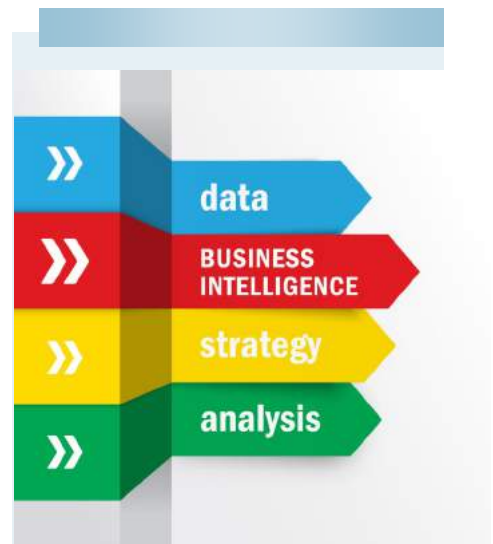 data
BUSINESS
INTELLIGENCE
strategy
analysis